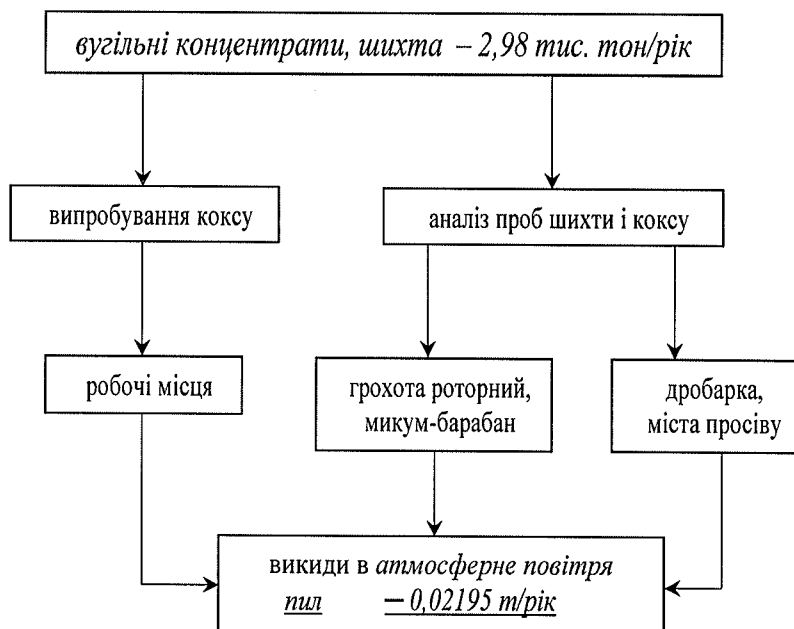 вугільні концентрати, шихта – 2,98 тис. тон/рік
випробування коксу
аналіз проб шихти і коксу
робочі місця
грохота роторний,
микум-барабан
дробарка,
міста просіву
викиди в атмосферне повітря
пил – 0,02195 т/рік